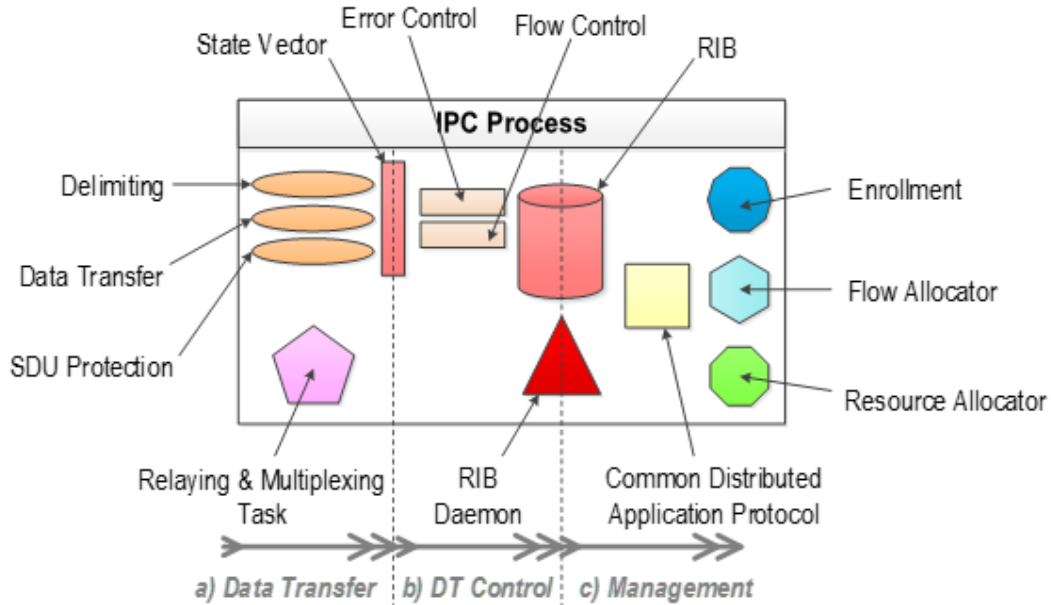 Error Control
Flow Control
State Vector
RIB
IPC Process
Delimiting
Enrollment
Data Transfer
Flow Allocator
SDU Protection
Resource Allocator
Relaying & Multiplexing
Task
RIB
Daemon
Common Distributed
Application Protocol
a) Data Transfer
b) DT Control
c) Management